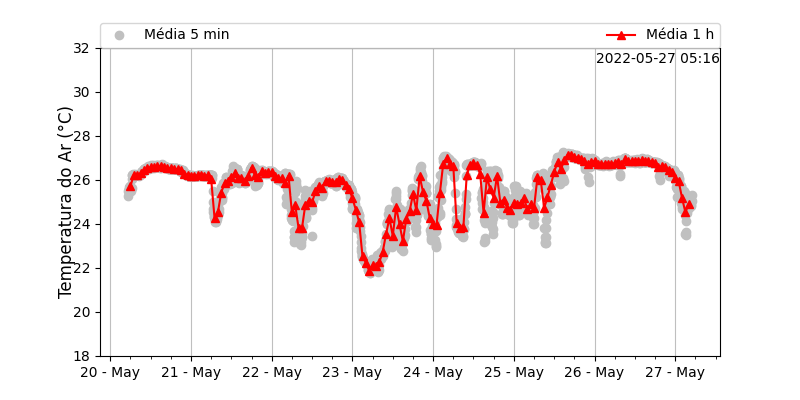 Média 5 min
Média 1 h
2022-05-27 05:16
Temperatura do Ar (°C)
32
30
28
26
24
22
20
18
20 - May
21 - May
22 - May
23 - May
24 - May
25 - May
26 - May
27 - May